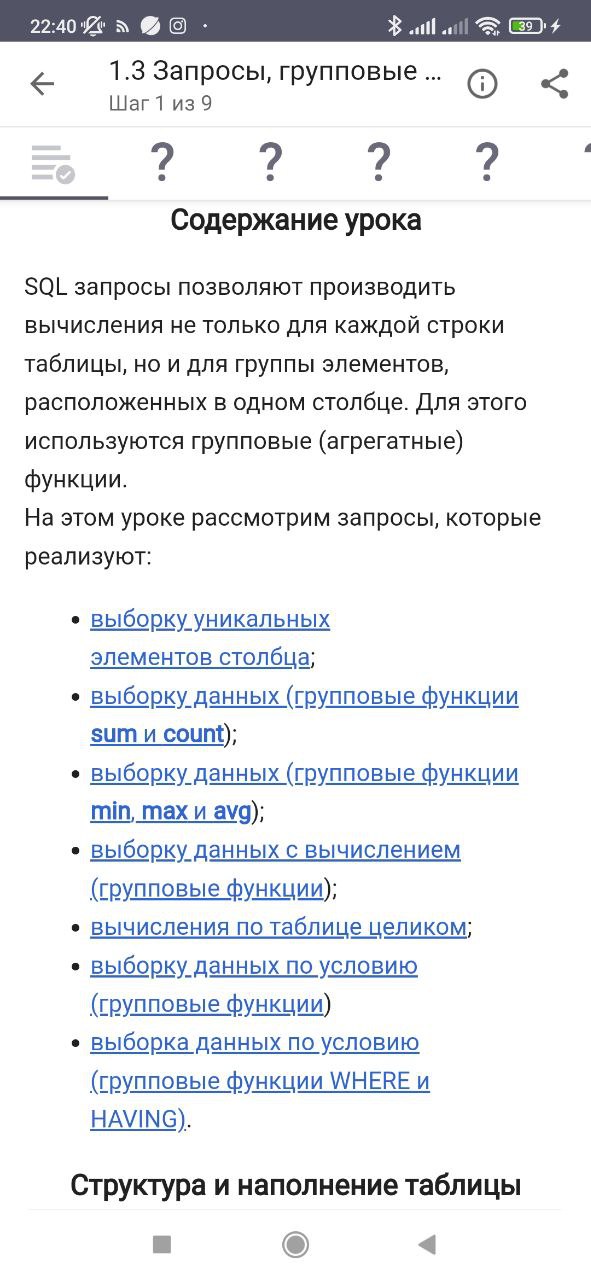 22:40
39
1.3 Запросы, групповые ...
Шаг 1 из 9
? ? ? ?
Содержание урока
SQL запросы позволяют производить
вычисления не только для каждой строки
таблицы, но и для группы элементов,
расположенных в одном столбце. Для этого
используются групповые (агрегатные)
функции.
На этом уроке рассмотрим запросы, которые
реализуют:
• выборку уникальных
элементов столбца;
• выборку данных (групповые функции
sum и count);
• выборку данных (групповые функции
min, max и avg);
• выборку данных с вычислением
(групповые функции);
• вычисления по таблице целиком;
• выборку данных по условию
(групповые функции)
• выборка данных по условию
(групповые функции WHERE и
HAVING).
Структура и наполнение таблицы